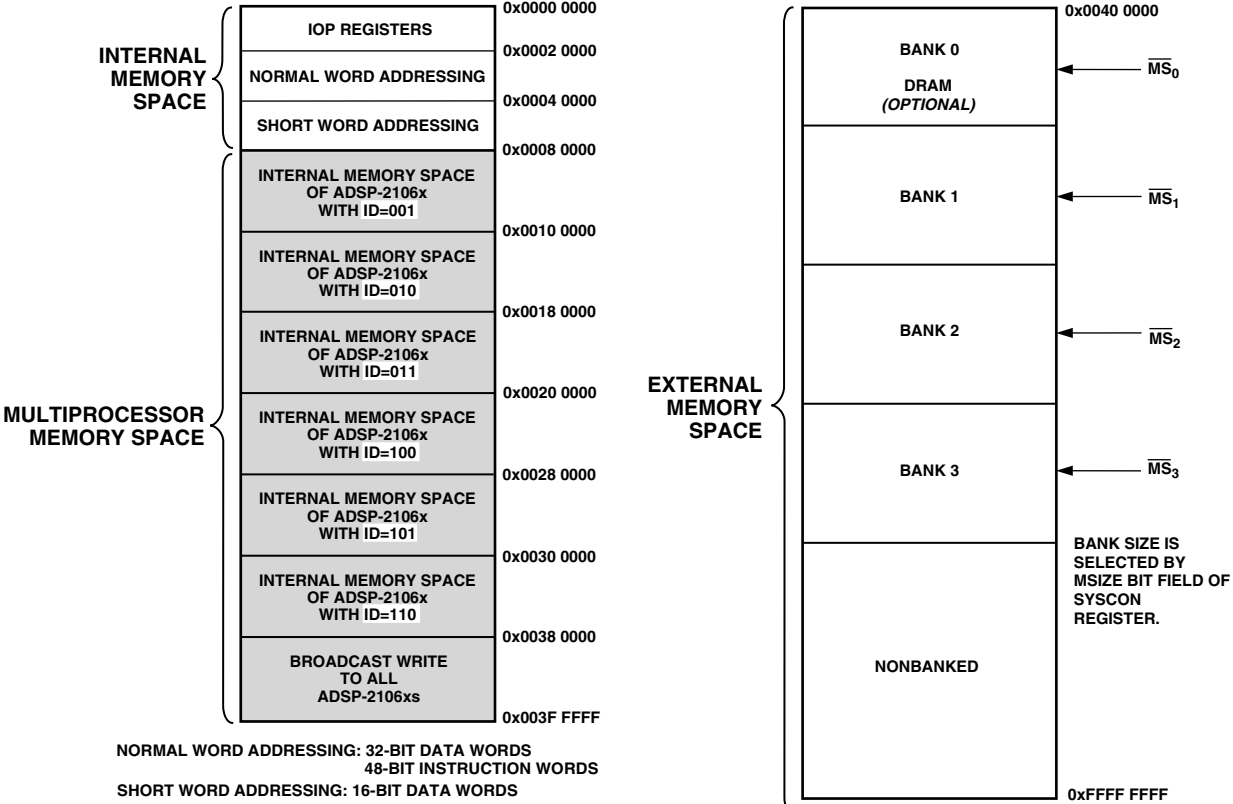 0x0000 0000
IOP REGISTERS
0x0002 0000
INTERNAL
MEMORY
SPACE
NORMAL WORD ADDRESSING
0x0004 0000
SHORT WORD ADDRESSING
0x0008 0000
INTERNAL MEMORY SPACE
OF ADSP-2106x
WITH ID=001
0x0010 0000
INTERNAL MEMORY SPACE
OF ADSP-2106x
WITH ID=010
0x0018 0000
INTERNAL MEMORY SPACE
OF ADSP-2106x
WITH ID=011
0x0020 0000
MULTIPROCESSOR
MEMORY SPACE
INTERNAL MEMORY SPACE
OF ADSP-2106x
WITH ID=100
0x0028 0000
INTERNAL MEMORY SPACE
OF ADSP-2106x
WITH ID=101
0x0030 0000
INTERNAL MEMORY SPACE
OF ADSP-2106x
WITH ID=110
0x0038 0000
BROADCAST WRITE
TO ALL
ADSP-2106xs
0x003F FFFF
NORMAL WORD ADDRESSING: 32-BIT DATA WORDS
48-BIT INSTRUCTION WORDS
SHORT WORD ADDRESSING: 16-BIT DATA WORDS
0x0040 0000
BANK 0
DRAM
(OPTIONAL)
MS0
BANK 1
MS1
BANK 2
MS2
EXTERNAL
MEMORY
SPACE
BANK 3
MS3
BANK SIZE IS
SELECTED BY
MSIZE BIT FIELD OF
SYSCON
REGISTER.
NONBANKED
0xFFFF FFFF